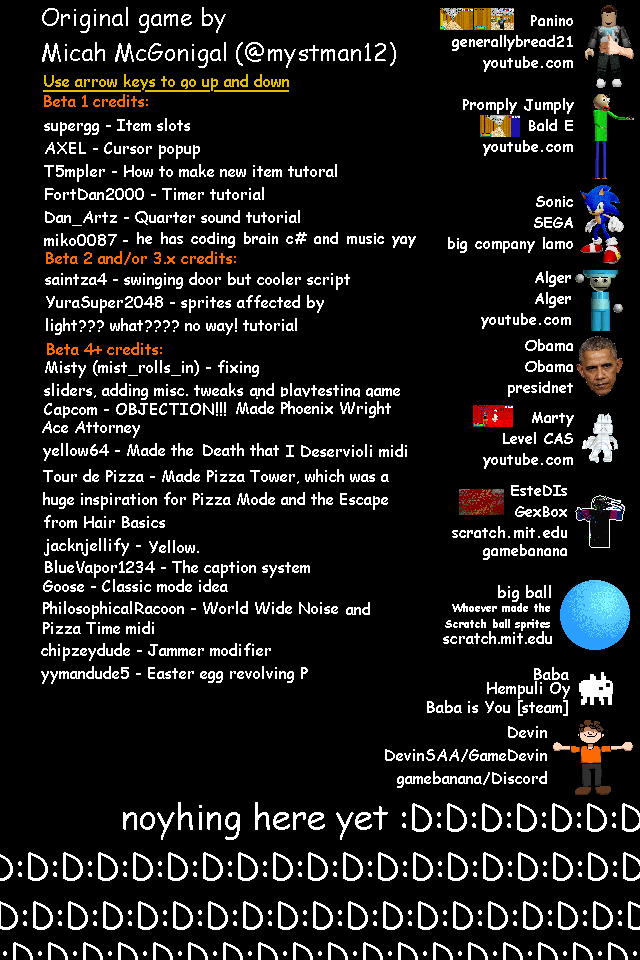 Original game by
Micah McGonigal (@mystman12)
Use arrow keys to go up and down
Beta 1 credits:
supergg - Item slots
AXEL - Cursor popup
T5mpler - How to make new item tutoral
FortDan2000 - Timer tutorial
Dan_Artz - Quarter sound tutorial
miko0087 - he has coding brain c# and music yay
Beta 2 and/or 3.x credits:
saintza4 - swinging door but cooler script
YuraSuper2048 - sprites affected by
light??? what???? no way! tutorial
Beta 4+ credits:
Misty (mist_rolls_in) - fixing
sliders, adding misc. tweaks and playtesting game
Capcom - OBJECTION!!! Made Phoenix Wright
Ace Attorney
yellow64 - Made the Death that I Deservioli midi
Tour de Pizza - Made Pizza Tower, which was a
huge inspiration for Pizza Mode and the Escape
from Hair Basics
jacknjellify - Yellow.
BlueVapor1234 - The caption system
Goose - Classic mode idea
PhilosophicalRacoon - World Wide Noise and
Pizza Time midi
chipzeydude - Jammer modifier
yymandude5 - Easter egg revolving P
Panino
generallybread21
youtube.com
Promply Jumply
Bald E
youtube.com
Sonic
SEGA
big company lamo
Alger
Alger
youtube.com
Obama
Obama
presidnet
Marty
Level CAS
youtube.com
EsteDIs
GexBox
scratch.mit.edu
gamebanana
big ball
Whoever made the
Scratch ball sprites
scratch.mit.edu
Baba
Hempuli Oy
Baba is You [steam]
Devin
DevinSAA/GameDevin
gamebanana/Discord
noyhing here yet :D:D:D:D:D:D
D:D:D:D:D:D:D:D:D:D:D:D:D:D
D:D:D:D:D:D:D:D:D:D:D:D:D:D
D:D:D:D:D:D:D:D:D:D:D:D:D:D